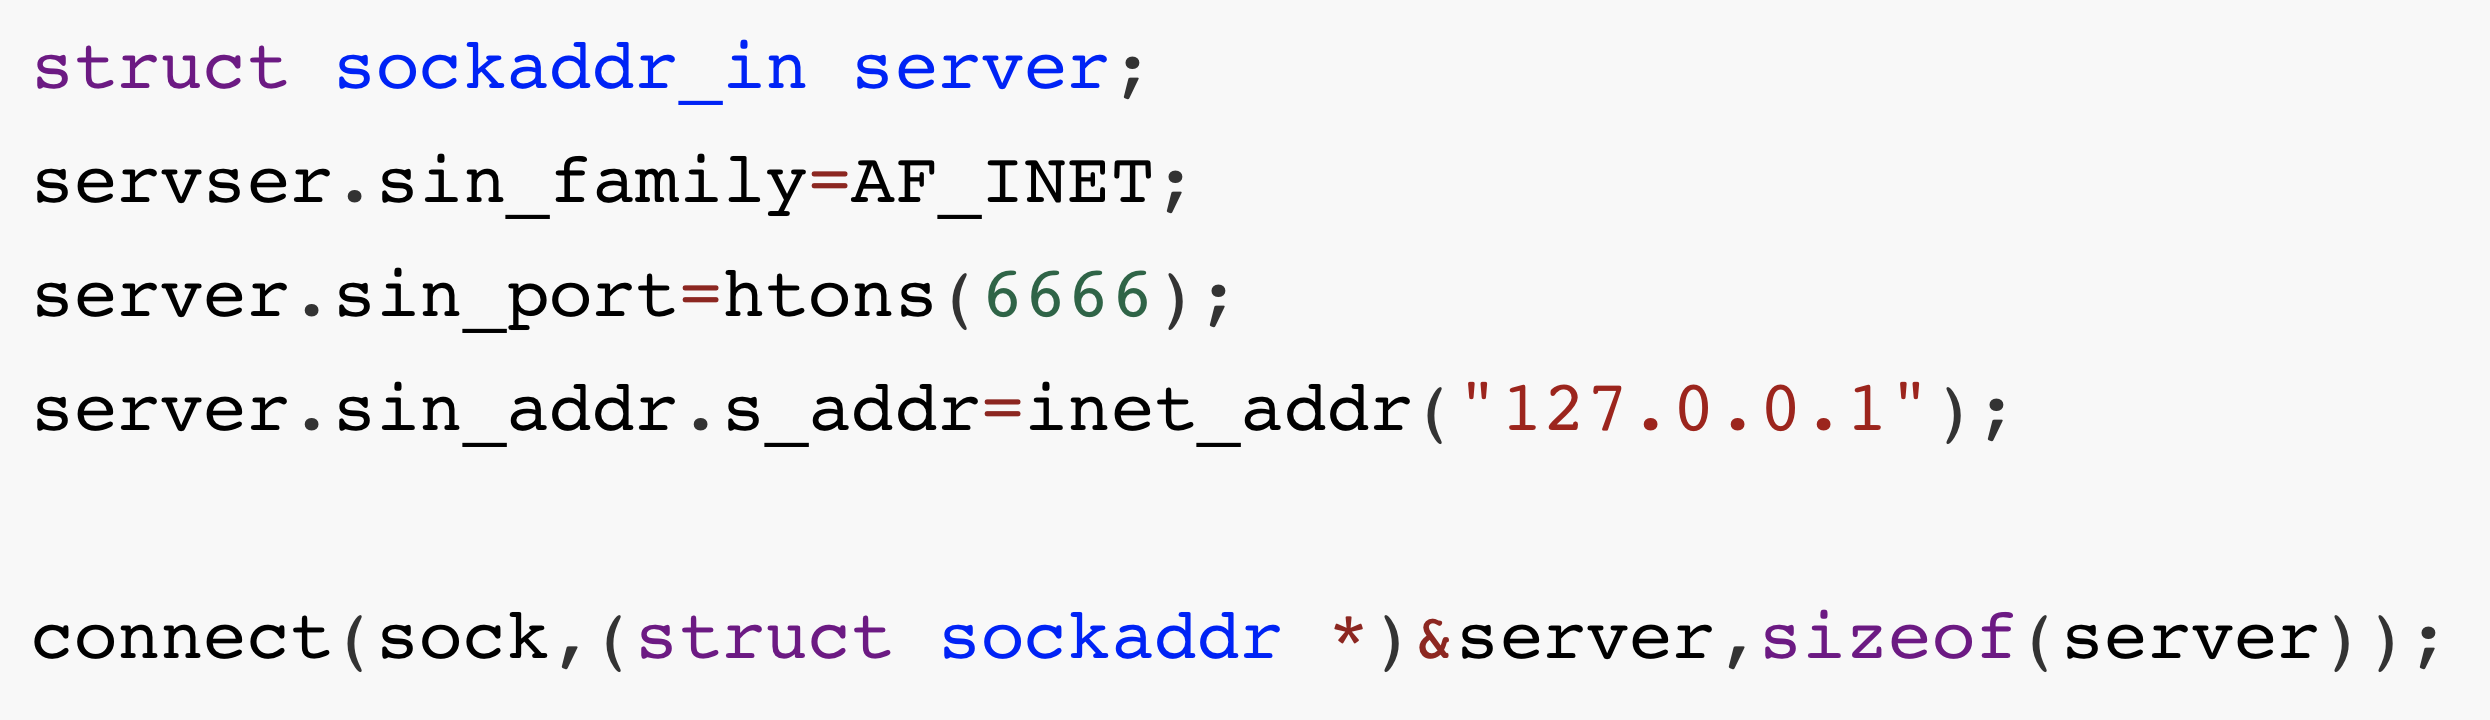 struct sockaddr_in server;
servser.sin_family=AF_INET;
server.sin_port=htons(6666);
server.sin_addr.s_addr=inet_addr("127.0.0.1");
connect(sock,(struct sockaddr *)&server,sizeof(server));